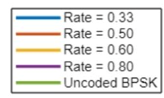 Rate = 0.33
Rate = 0.50
Rate = 0.60
Rate = 0.80
Uncoded BPSK